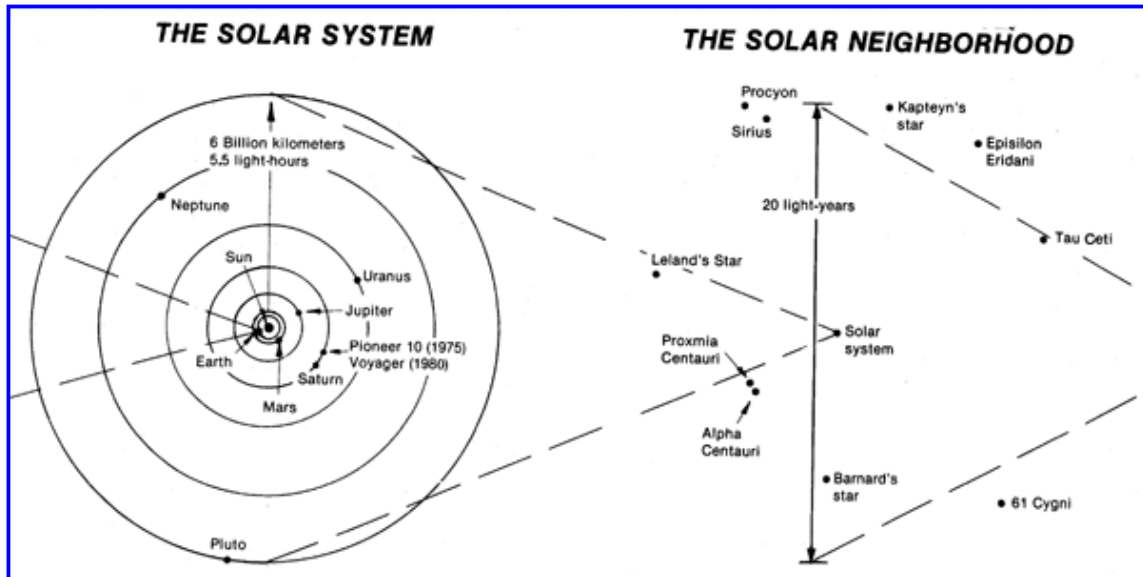 THE SOLAR SYSTEM
6 Billion kilometers
5.5 light-hours
Neptune
Sun
Uranus
Jupiter
Earth
Pioneer 10 (1975)
Voyager (1980)
Saturn
Mars
Pluto
THE SOLAR NEIGHBORHOOD
Procyon
Sirius
Kapteyn's
star
Episilon
Eridani
20 light-years
Tau Ceti
Leland's Star
Solar
system
Proxmia
Centauri
Alpha
Centauri
Barnard's
star
61 Cygni